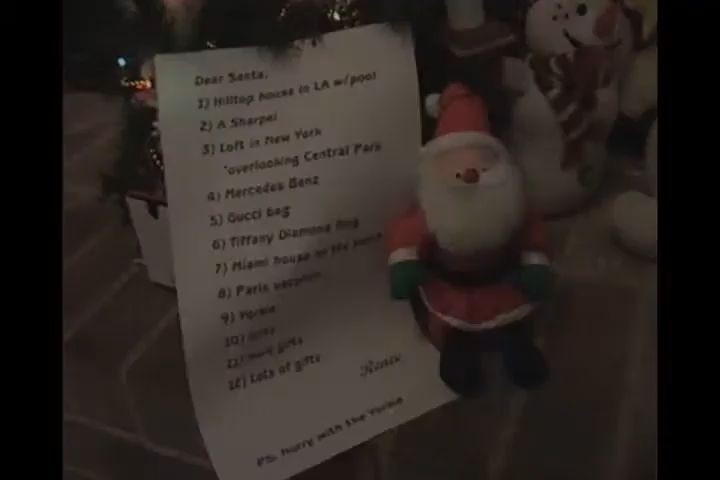 Dear Santa,
1) Hilltop house in LA w/pool
2) A Sharpei
3) Loft in New York
*overlooking Central Park
4) Mercedes Benz
5) Gucci bag
6) Tiffany Diamond Ring
7) Miami house on the
8) Paris vacation
9) Yorkie
10) Gifts
11) More gifts
12) Lots of gifts
PS: Hurry with the Yorkie